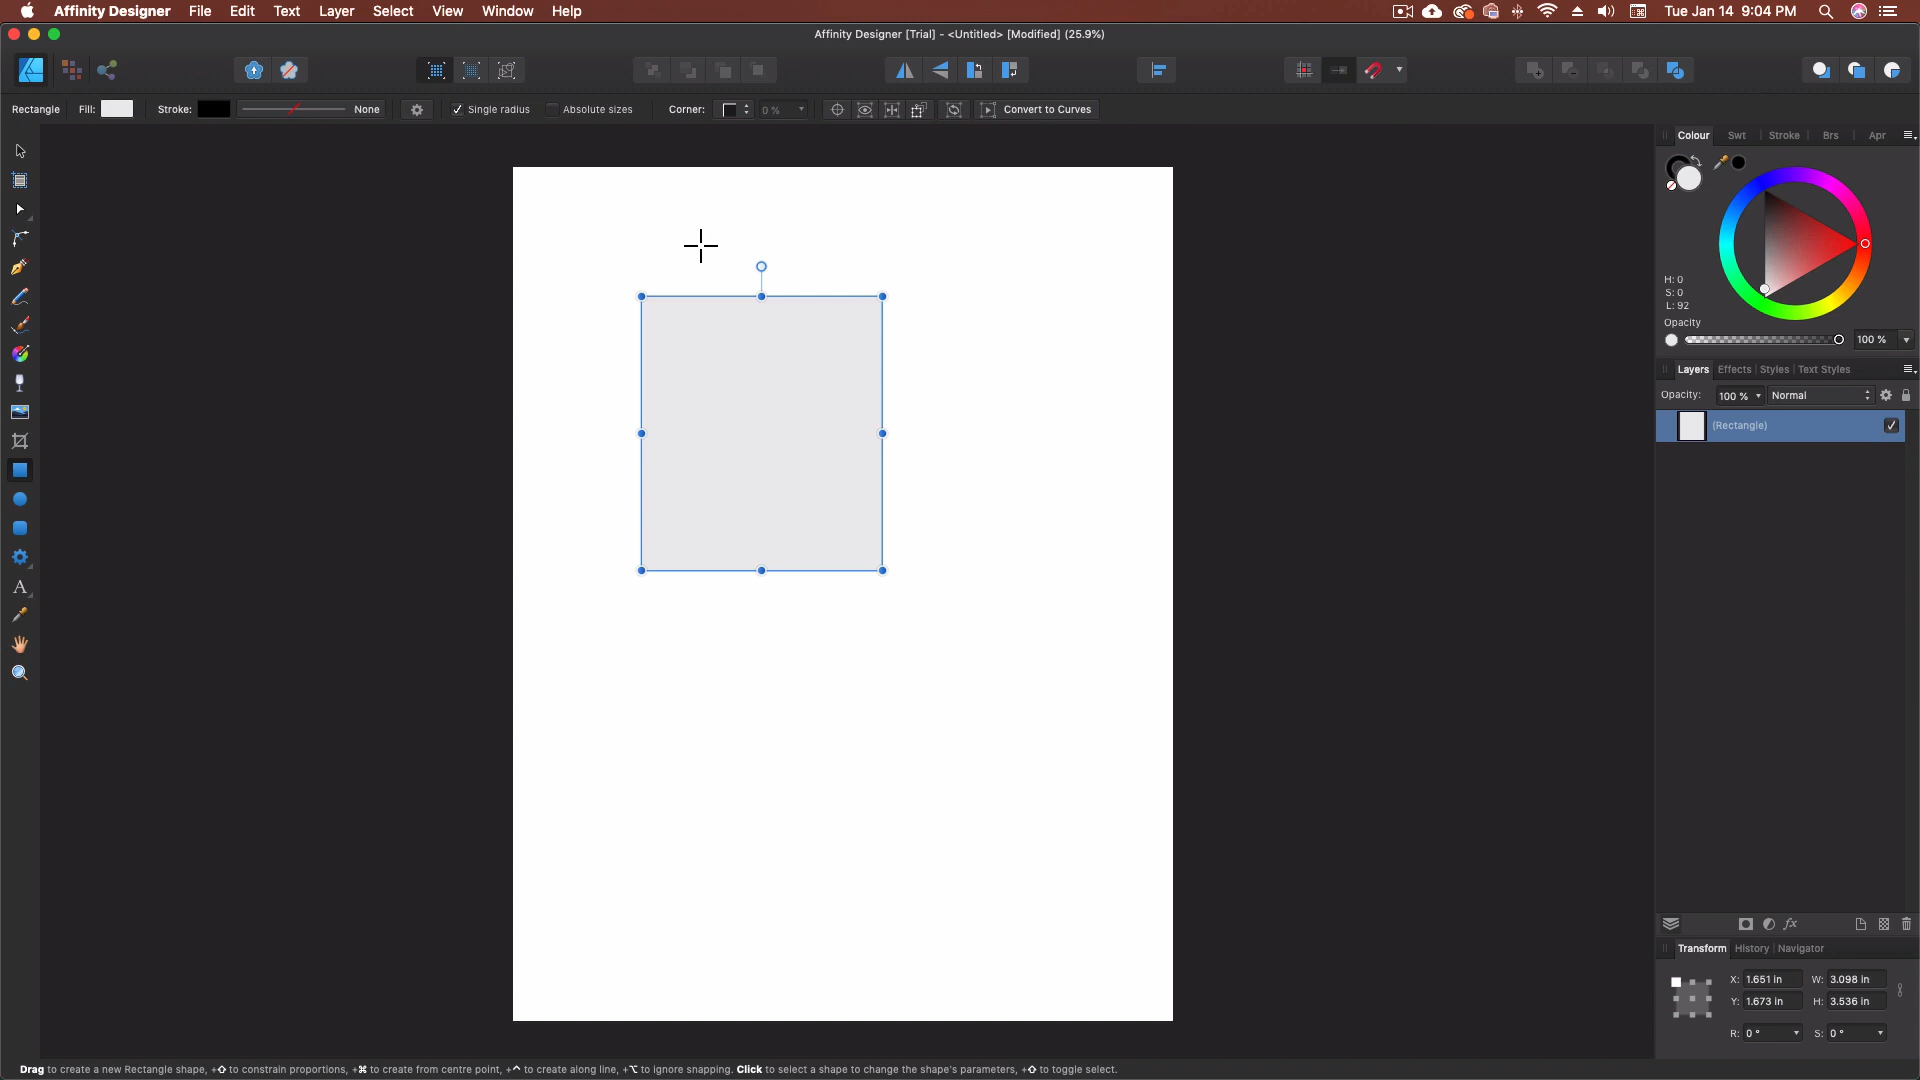 Affinity Designer File Edit Text Layer Select View Window Help Tue Jan 14 9:04 PM
Affinity Designer [Trial] - <Untitled> [Modified] (25.9%)
Rectangle Fill: Stroke: None Single radius Absolute sizes Corner: 0 % Convert to Curves
Colour Swt Stroke Brs Apr
H: 0
S: 0
L: 92
Opacity
100 %
Layers Effects Styles Text Styles
Opacity: 100 % Normal
(Rectangle)
Transform History Navigator
X: 1.651 in W: 3.098 in
Y: 1.673 in H: 3.536 in
R: 0 ° S: 0 °
Drag to create a new Rectangle shape, +⇧ to constrain proportions, +⌘ to create from centre point, +^ to create along line, +⌥ to ignore snapping. Click to select a shape to change the shape's parameters, +⇧ to toggle select.